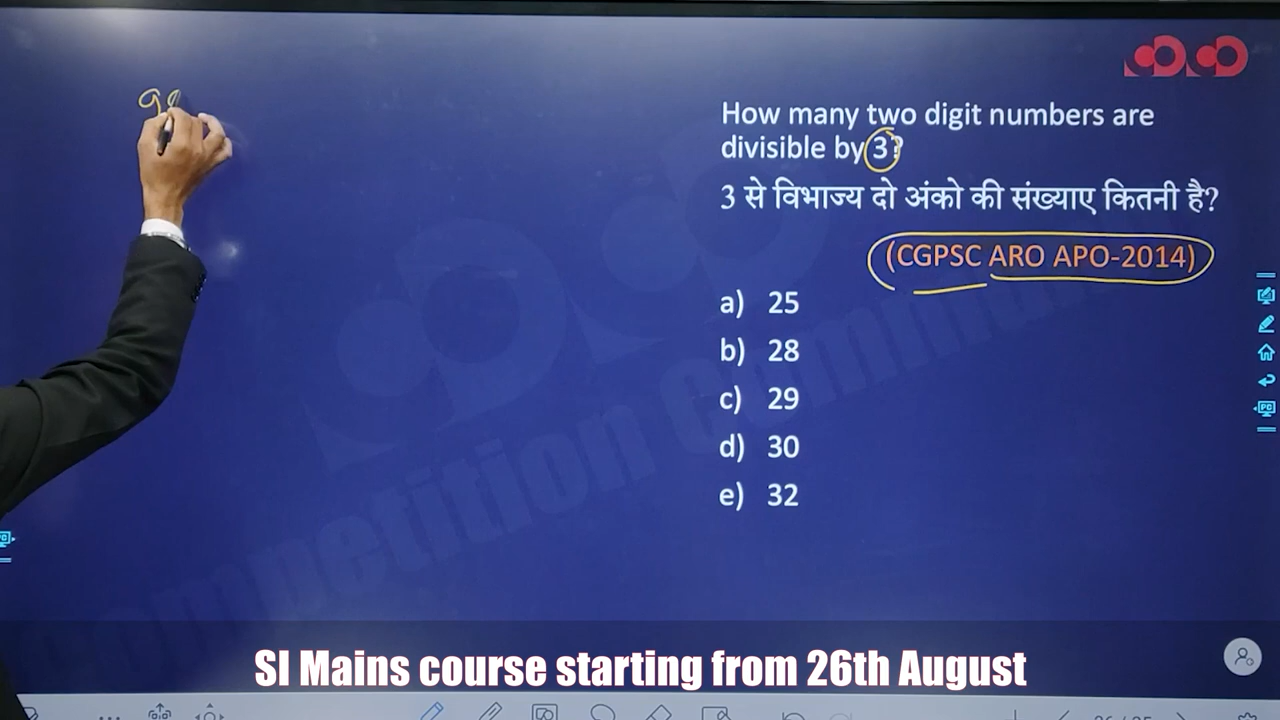 How many two digit numbers are
divisible by 3?
3 से विभाज्य दो अंको की संख्याए कितनी है?
(CGPSC ARO APO-2014)
a) 25
b) 28
c) 29
d) 30
e) 32
SI Mains course starting from 26th August